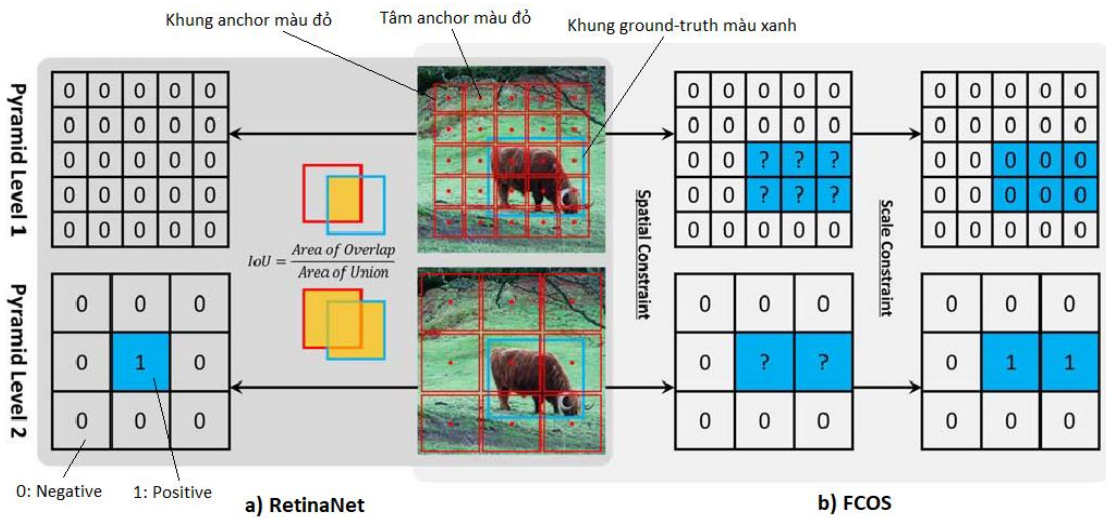 Khung anchor màu đỏ
Tâm anchor màu đỏ
Khung ground-truth màu xanh
Pyramid Level 1
0 0 0 0 0
0 0 0 0 0
0 0 0 0 0
0 0 0 0 0
0 0 0 0 0
IoU = Area of Overlap / Area of Union
Spatial Constraint
0 0 0 0 0
0 0 0 0 0
0 0 ? ? ?
0 0 ? ? ?
0 0 0 0 0
Scale Constraint
0 0 0 0 0
0 0 0 0 0
0 0 0 0 0
0 0 0 0 0
0 0 0 0 0
Pyramid Level 2
0 0 0
0 1 0
0 0 0
0 0 0
0 ? ?
0 0 0
0 0 0
0 1 1
0 0 0
0: Negative
1: Positive
a) RetinaNet
b) FCOS